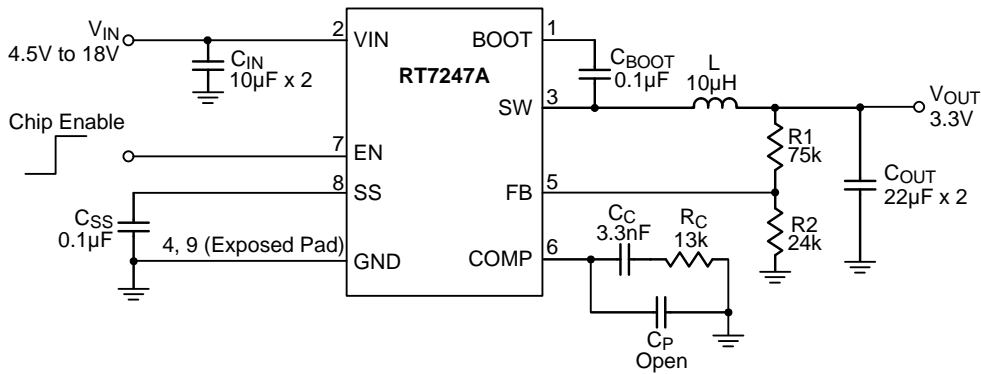 VIN
4.5V to 18V
2
VIN
CIN
10µF x 2
RT7247A
BOOT
1
CBOOT
0.1µF
L
10µH
SW
3
VOUT
3.3V
Chip Enable
7
EN
R1
75k
8
SS
FB
5
COUT
22µF x 2
CSS
0.1µF
4, 9 (Exposed Pad)
GND
COMP
6
CC
3.3nF
RC
13k
R2
24k
CP
Open